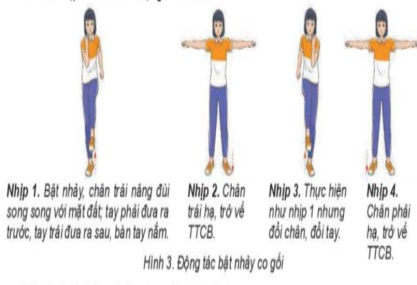 Nhịp 1. Bật nhảy, chân trái nâng đùi
song song với mặt đất; tay phải đưa ra
trước, tay trái đưa ra sau, bàn tay nắm.
Nhịp 2. Chân
trái hạ, trở về
TTCB.
Nhịp 3. Thực hiện
như nhịp 1 nhưng
đổi chân, đổi tay.
Nhịp 4.
Chân phải
hạ, trở về
TTCB.
Hình 3. Động tác bật nhảy co gối